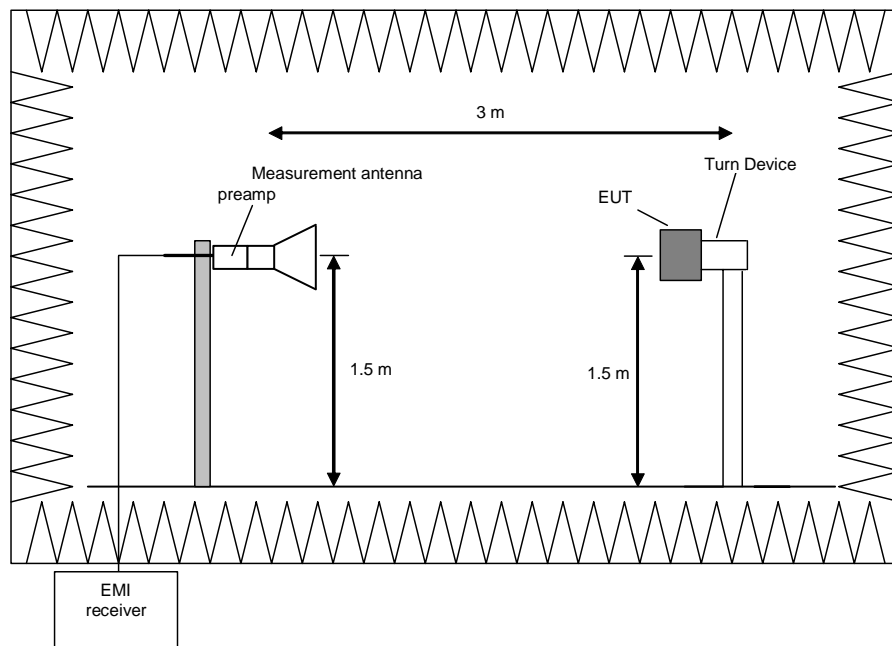 3 m
Measurement antenna
preamp
Turn Device
EUT
1.5 m
1.5 m
EMI
receiver